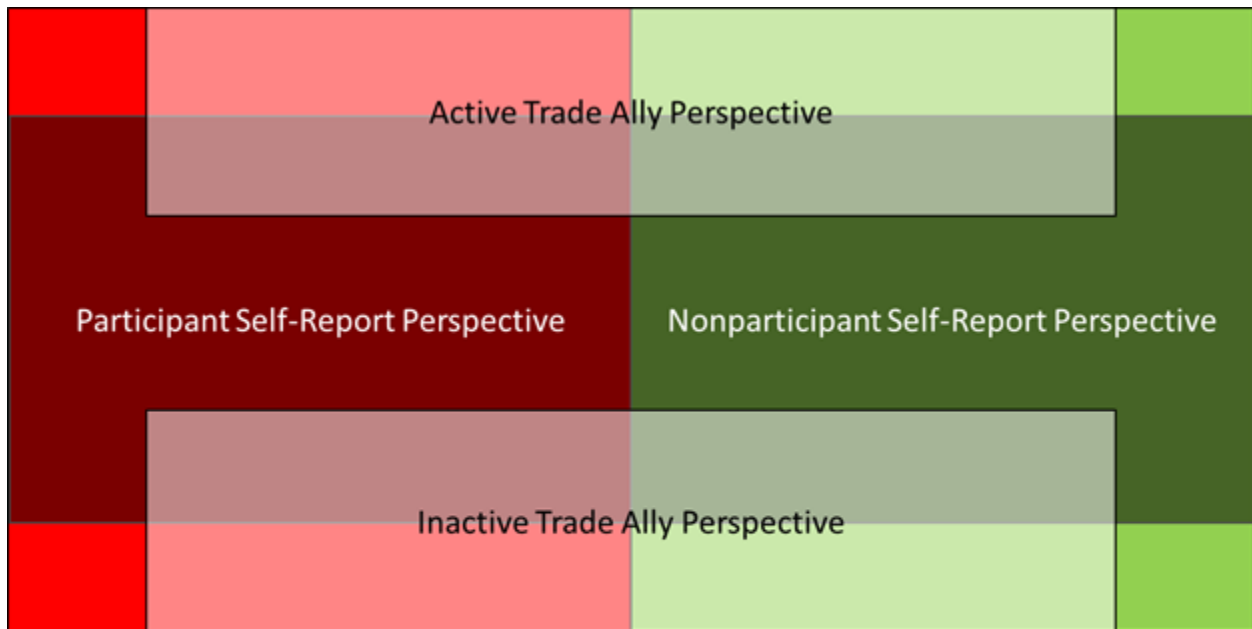 Active Trade Ally Perspective
Participant Self-Report Perspective
Nonparticipant Self-Report Perspective
Inactive Trade Ally Perspective